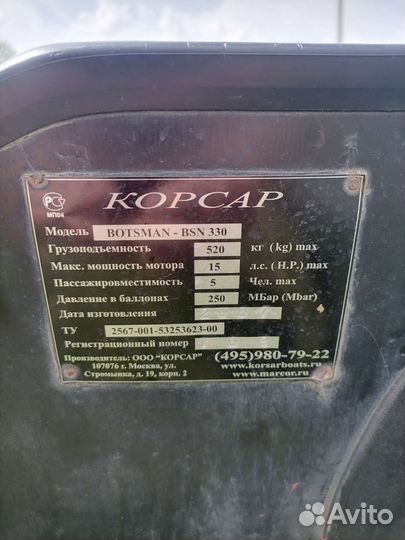 РС
МП04
КОРСАР
Модель BOTSMAN - BSN 330
Грузоподъемность 520 кг (kg) max
Макс. мощность мотора 15 л.с. ( H.P.) max
Пассажировместимость 5 Чел. max
Давление в баллонах 250 МБар (Mbar)
Дата изготовления
ТУ 2567-001-53253623-00
Регистрационный номер
Производитель: ООО "КОРСАР"
107076 г. Москва, ул.
Стромынка, д. 19, корп. 2
(495)980-79-22
www.korsarboats.ru
www.marcor.ru
Avito